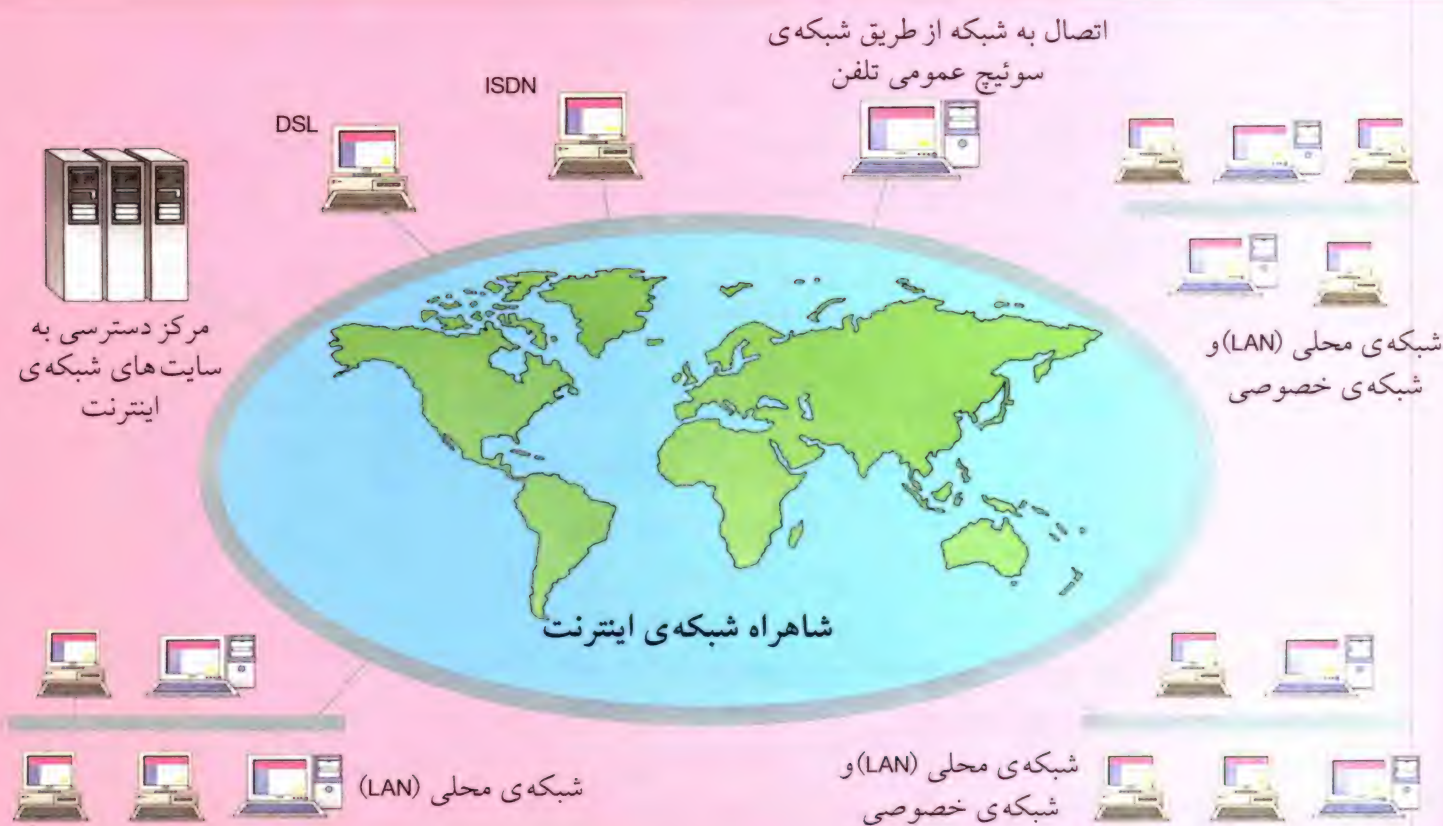 اتصال به شبکه از طریق شبکه‌ی
سوئیچ عمومی تلفن
ISDN
DSL
مرکز دسترسی به
سایت‌های شبکه‌ی
اینترنت
شبکه‌ی محلی (LAN) و
شبکه‌ی خصوصی
شاهراه شبکه‌ی اینترنت
شبکه‌ی محلی (LAN) و
شبکه‌ی خصوصی
شبکه‌ی محلی (LAN)